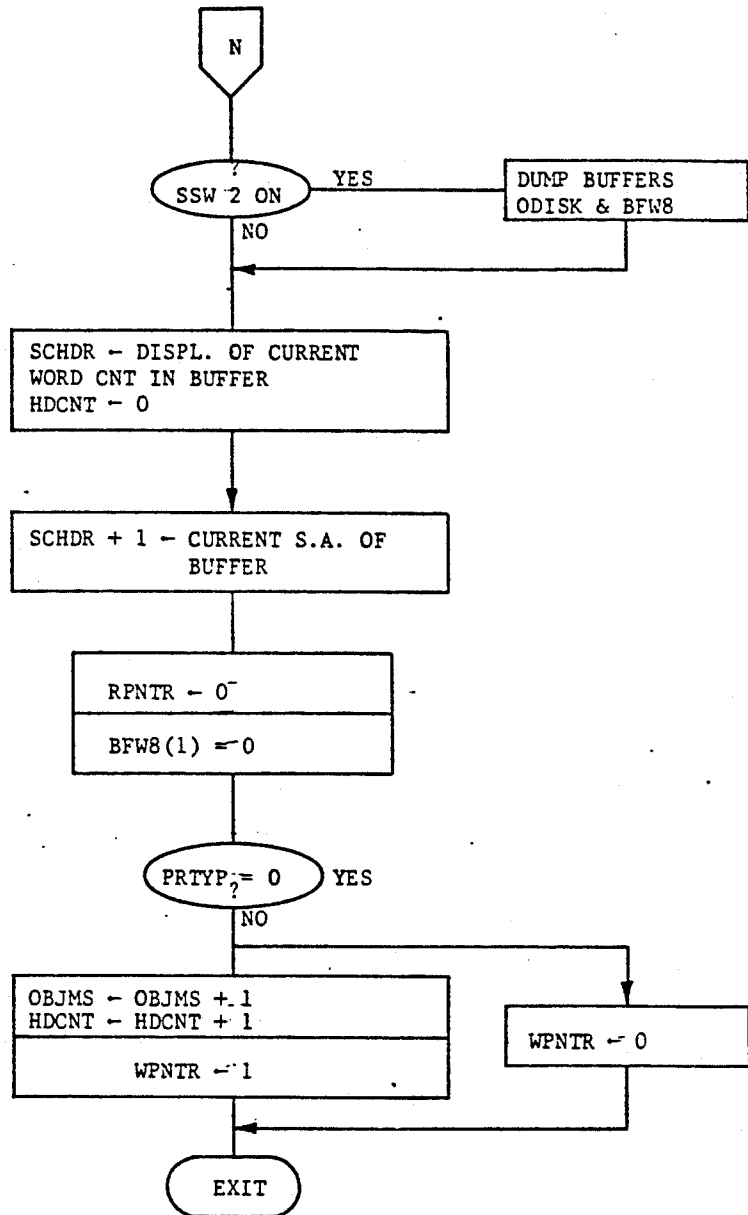 N
?
SSW 2 ON
YES
DUMP BUFFERS
ODISK & BFW8
NO
SCHDR ← DISPL. OF CURRENT
WORD CNT IN BUFFER
HDCNT ← 0
SCHDR + 1 ← CURRENT S.A. OF
BUFFER
RPNTR ← 0
BFW8(1) = 0
PRTYP = 0
?
YES
NO
OBJMS ← OBJMS + 1
HDCNT ← HDCNT + 1
WPNTR ← 1
WPNTR ← 0
EXIT